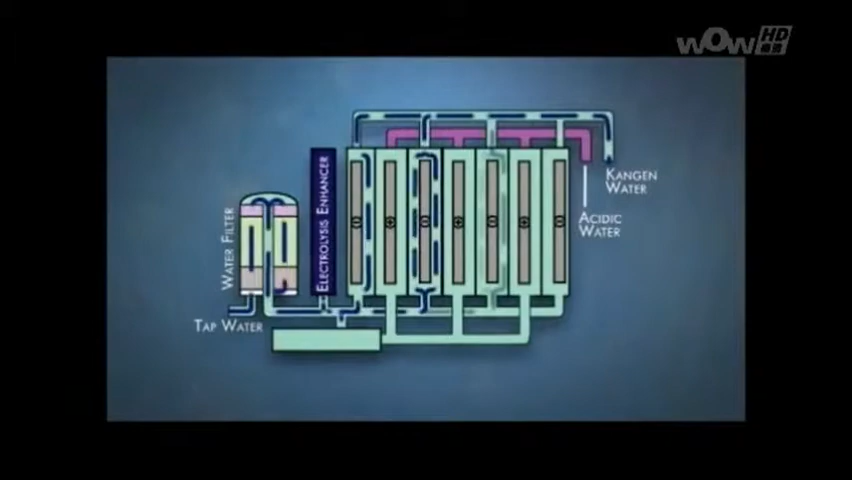 WOW HD
KANGEN
WATER
ACIDIC
WATER
ELECTROLYSIS ENHANCER
WATER FILTER
TAP WATER